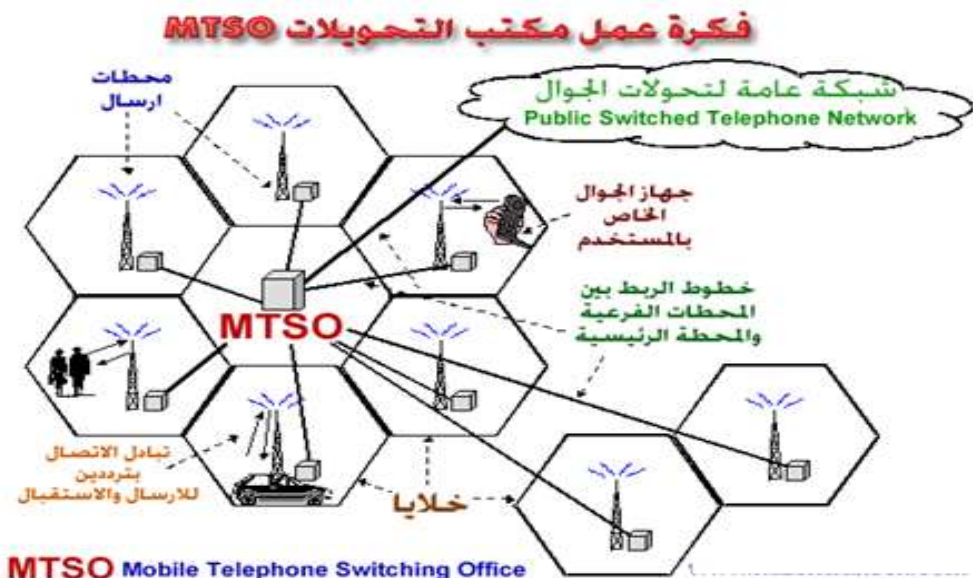 فكرة عمل مكتب التحويلات MTSO
محطات
ارسال
شبكة عامة لتحولات الجوال
Public Switched Telephone Network
جهاز الجوال
الخاص
بالمستخدم
خطوط الربط بين
المحطات الفرعية
والمحطة الرئيسية
MTSO
تبادل الاتصال
بترددين
للارسال والاستقبال
خلايا
MTSO Mobile Telephone Switching Office